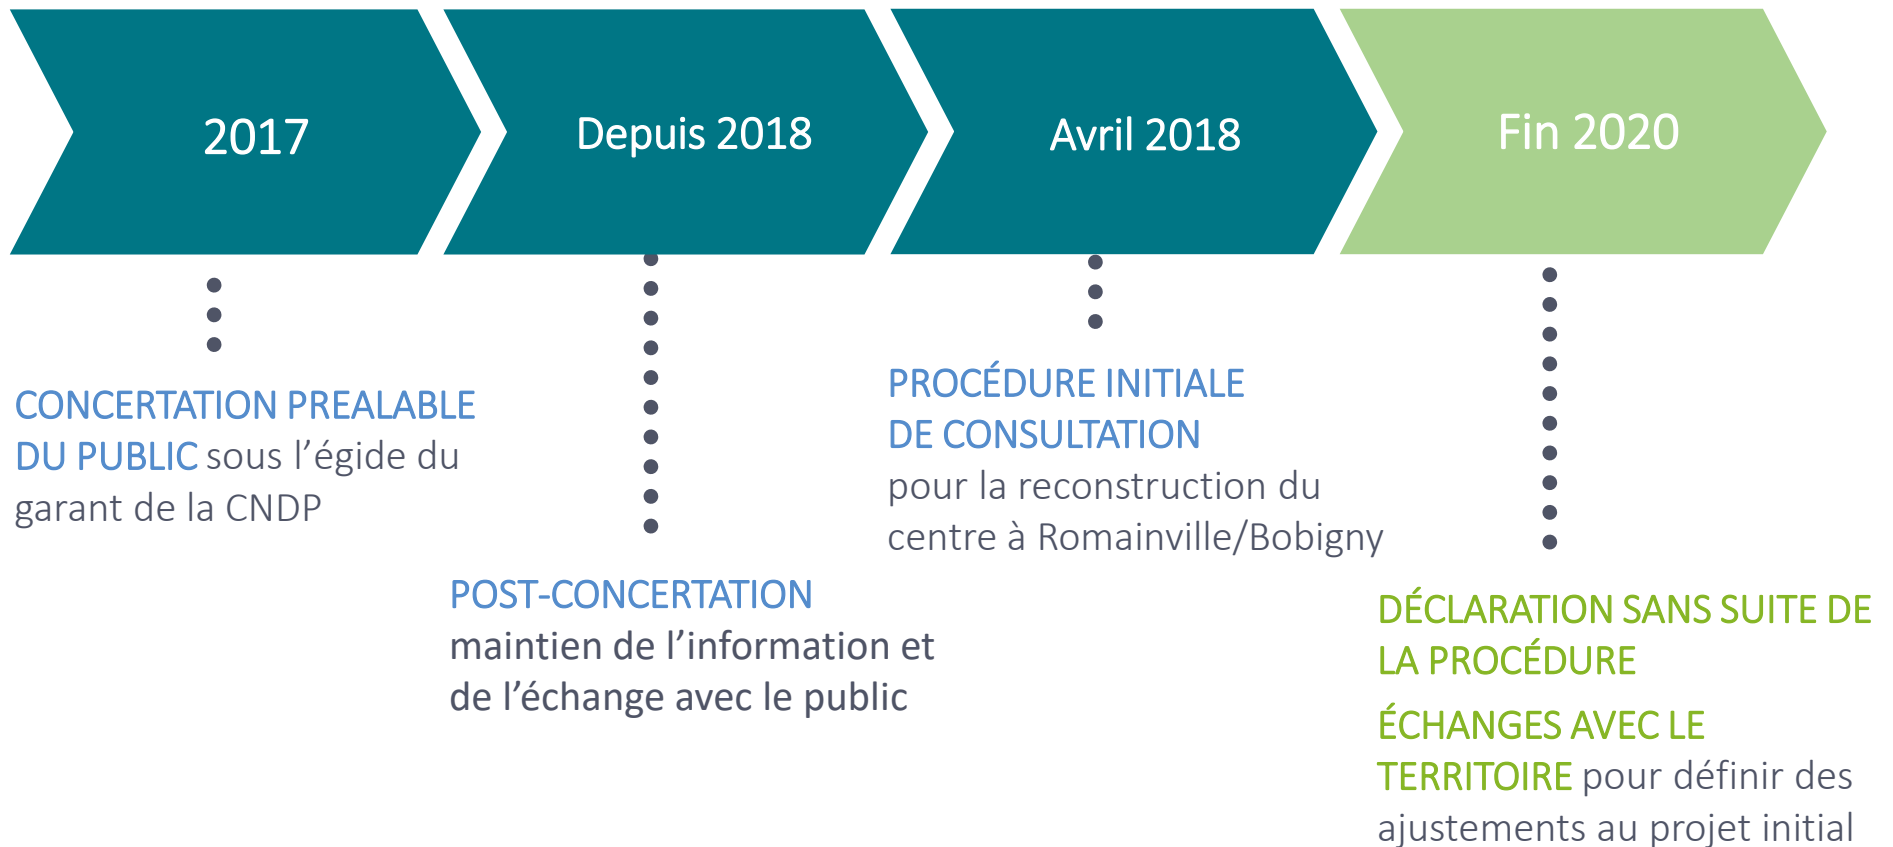 2017
Depuis 2018
Avril 2018
Fin 2020
CONCERTATION PREALABLE
DU PUBLIC sous l’égide du
garant de la CNDP
POST-CONCERTATION
maintien de l’information et
de l’échange avec le public
PROCÉDURE INITIALE
DE CONSULTATION
pour la reconstruction du
centre à Romainville/Bobigny
DÉCLARATION SANS SUITE DE
LA PROCÉDURE
ÉCHANGES AVEC LE
TERRITOIRE pour définir des
ajustements au projet initial